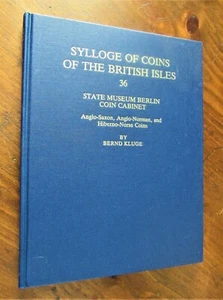 SYLLOGE OF COINS
OF THE BRITISH ISLES
36
STATE MUSEUM BERLIN
COIN CABINET
Anglo-Saxon, Anglo-Norman, and
Hiberno-Norse Coins
BY
BERND KLUGE